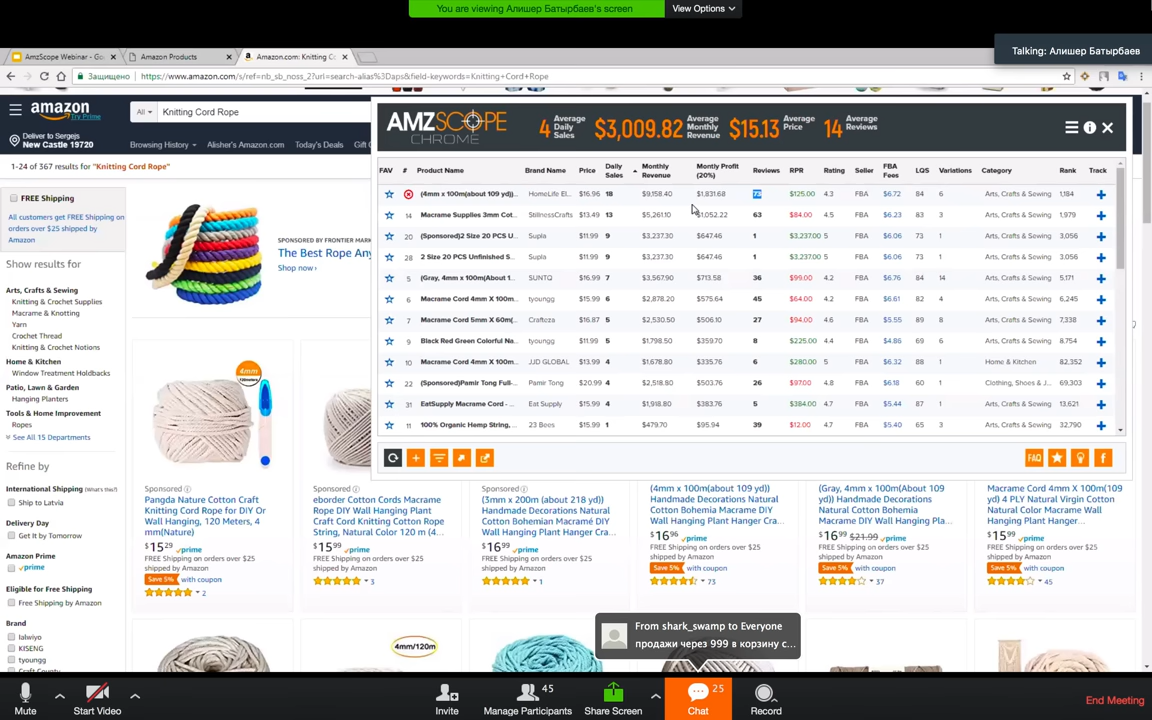 You are viewing Алишер Батырбаев's screen
View Options
Talking: Алишер Батырбаев
AmzScope Webinar - Go
Amazon Products
Amazon.com: Knitting C
Защищено
https://www.amazon.com/s/ref=nb_sb_noss_2?url=search-alias%3Daps&field-keywords=Knitting+Cord+Rope
amazon
Try Prime
All
Knitting Cord Rope
Deliver to Sergejs
New Castle 19720
Browsing History
Alisher's Amazon.com
Today's Deals
Gift C
1-24 of 367 results for "Knitting Cord Rope"
AMZSCOPE
CHROME
4 Average Daily Sales
$3,009.82 Average Monthly Revenue
$15.13 Average Price
14 Average Reviews
FAV # Product Name Brand Name Price Daily Sales Monthly Revenue Montly Profit (20%) Reviews RPR Rating Seller FBA Fees LQS Variations Category Rank Track
(4mm x 100m(about 109 yd)... HomeLife El... $16.96 18 $9,158.40 $1,831.68 73 $125.00 4.3 FBA $6.72 84 6 Arts, Crafts & Sewing 1,184
14 Macrame Supplies 3mm Cot... StillnossCrafts $13.49 13 $5,261.10 $1,052.22 63 $84.00 4.5 FBA $6.23 83 3 Arts, Crafts & Sewing 1,979
20 (Sponsored)2 Size 20 PCS U... Supla $11.99 9 $3,237.30 $647.46 1 $3,237.00 5 FBA $6.06 73 1 Arts, Crafts & Sewing 3,056
28 2 Size 20 PCS Unfinished S... Supla $11.99 9 $3,237.30 $647.46 1 $3,237.00 5 FBA $6.06 73 1 Arts, Crafts & Sewing 3,056
5 (Gray, 4mm x 100m(About 1... SUNTQ $16.99 7 $3,567.90 $713.58 36 $99.00 4.2 FBA $6.76 84 14 Arts, Crafts & Sewing 5,171
6 Macrame Cord 4mm X 100m... tyoungg $15.99 6 $2,878.20 $575.64 45 $64.00 4.2 FBA $6.61 82 4 Arts, Crafts & Sewing 6,245
7 Macrame Cord 5mm X 60m(... Crafteza $16.87 5 $2,530.50 $506.10 27 $94.00 4.6 FBA $5.55 89 8 Arts, Crafts & Sewing 7,338
9 Black Red Green Colorful Na... tyoungg $11.99 5 $1,798.50 $359.70 8 $225.00 4.4 FBA $4.86 69 6 Arts, Crafts & Sewing 8,754
10 Macrame Cord 4mm X 100m... JJD GLOBAL $13.99 4 $1,678.80 $335.76 6 $280.00 5 FBA $6.32 88 1 Home & Kitchen 82,352
22 (Sponsored)Pamir Tong Full-... Pamir Tong $20.99 4 $2,518.80 $503.76 26 $97.00 4.8 FBA $6.18 60 1 Clothing, Shoes & J... 69,303
31 EatSupply Macrame Cord - ... Eat Supply $15.99 4 $1,918.80 $383.76 5 $384.00 4.7 FBA $5.44 87 1 Arts, Crafts & Sewing 13,621
11 100% Organic Hemp String, ... 23 Bees $15.99 1 $479.70 $95.94 39 $12.00 4.7 FBA $5.40 65 3 Arts, Crafts & Sewing 32,790
FAQ
FREE Shipping
All customers get FREE Shipping on
orders over $25 shipped by
Amazon
Show results for
Arts, Crafts & Sewing
Knitting & Crochet Supplies
Macrame & Knotting
Yarn
Crochet Thread
Knitting & Crochet Notions
Home & Kitchen
Window Treatment Holdbacks
Patio, Lawn & Garden
Hanging Planters
Tools & Home Improvement
Ropes
See All 15 Departments
Refine by
International Shipping (What's this?)
Ship to Latvia
Delivery Day
Get It by Tomorrow
Amazon Prime
prime
Eligible for Free Shipping
Free Shipping by Amazon
Brand
Ialwiyo
KISENG
tyoungg
SPONSORED BY FRONTIER MARK
The Best Rope Any
Shop now ›
4mm
Sponsored
Pangda Nature Cotton Craft
Knitting Cord Rope for DIY Or
Wall Hanging, 120 Meters, 4
mm(Nature)
$15.29 prime
FREE Shipping on orders over $25
shipped by Amazon
Save 5% with coupon
2
Sponsored
eborder Cotton Cords Macrame
Rope DIY Wall Hanging Plant
Craft Cord Knitting Cotton Rope
String, Natural Color 120 m (4...
$15.99 prime
FREE Shipping on orders over $25
shipped by Amazon
3
Sponsored
(3mm x 200m (about 218 yd))
Handmade Decorations Natural
Cotton Bohemian Macramé DIY
Wall Hanging Plant Hanger Cra...
$16.99 prime
FREE Shipping on orders over $25
shipped by Amazon
Save 5% with coupon
1
(4mm x 100m(about 109 yd))
Handmade Decorations Natural
Cotton Bohemia Macrame DIY
Wall Hanging Plant Hanger Cra...
$16.96 prime
FREE Shipping on orders over $25
shipped by Amazon
Save 5% with coupon
73
(Gray, 4mm x 100m(About 109
yd)) Handmade Decorations
Natural Cotton Bohemia
Macrame DIY Wall Hanging Pla...
$16.99 $21.99 prime
FREE Shipping on orders over $25
shipped by Amazon
Save 5% with coupon
37
Macrame Cord 4mm X 100m(109
yd) 4 PLY Natural Virgin Cotton
Natural Color Macrame Wall
Hanging Plant Hanger...
$15.99 prime
FREE Shipping on orders over $25
shipped by Amazon
Save 5% with coupon
45
4mm/120m
From shark_swamp to Everyone
продажи через 999 в корзину с...
Mute
Start Video
Invite
45
Manage Participants
Share Screen
25
Chat
Record
End Meeting